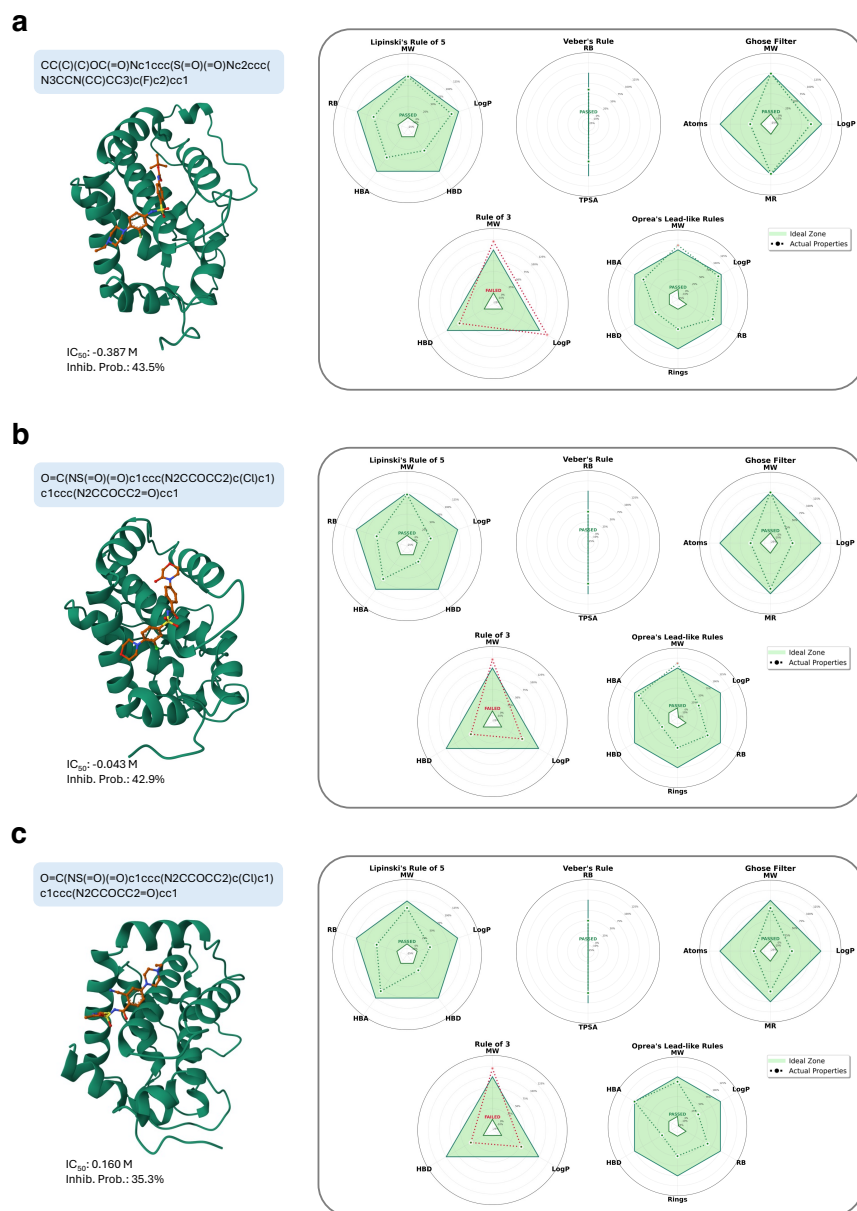 a
CC(C)(C)OC(=O)Nc1ccc(S(=O)(=O)Nc2ccc(
N3CCN(CC)CC3)c(F)c2)cc1
IC50: -0.387 M
Inhib. Prob.: 43.5%
Lipinski's Rule of 5
MW
RB
LogP
PASSED
HBA
HBD
Veber's Rule
RB
PASSED
TPSA
Ghose Filter
MW
Atoms
PASSED
LogP
MR
Rule of 3
MW
FAILED
HBD
LogP
Oprea's Lead-like Rules
MW
HBA
LogP
PASSED
HBD
RB
Rings
Ideal Zone
Actual Properties
b
O=C(NS(=O)(=O)c1ccc(N2CCOCC2)c(Cl)c1)
c1ccc(N2CCOCC2=O)cc1
IC50: -0.043 M
Inhib. Prob.: 42.9%
Lipinski's Rule of 5
MW
RB
LogP
PASSED
HBA
HBD
Veber's Rule
RB
PASSED
TPSA
Ghose Filter
MW
Atoms
PASSED
LogP
MR
Rule of 3
MW
FAILED
HBD
LogP
Oprea's Lead-like Rules
MW
HBA
LogP
PASSED
HBD
RB
Rings
Ideal Zone
Actual Properties
c
O=C(NS(=O)(=O)c1ccc(N2CCOCC2)c(Cl)c1)
c1ccc(N2CCOCC2=O)cc1
IC50: 0.160 M
Inhib. Prob.: 35.3%
Lipinski's Rule of 5
MW
RB
LogP
PASSED
HBA
HBD
Veber's Rule
RB
PASSED
TPSA
Ghose Filter
MW
Atoms
PASSED
LogP
MR
Rule of 3
MW
FAILED
HBD
LogP
Oprea's Lead-like Rules
MW
HBA
LogP
PASSED
HBD
RB
Rings
Ideal Zone
Actual Properties